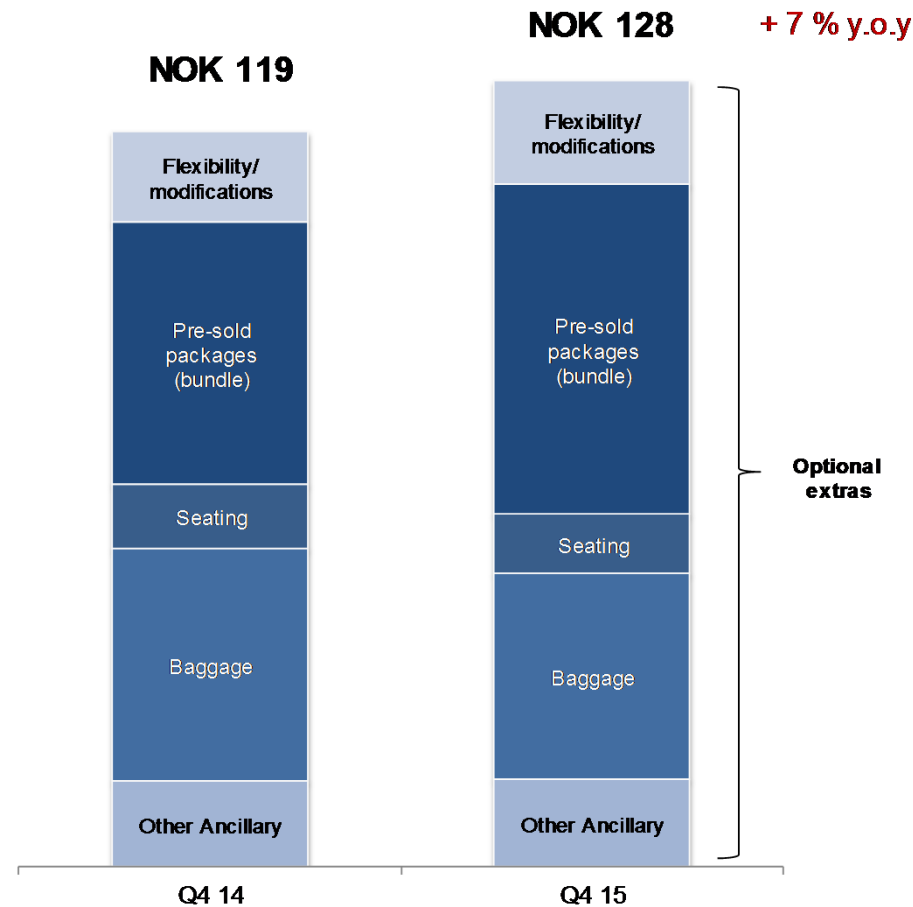 NOK 128
+ 7 % y.o.y
NOK 119
Flexibility/
modifications
Pre-sold
packages
(bundle)
Seating
Baggage
Other Ancillary
Q4 14
Flexibility/
modifications
Pre-sold
packages
(bundle)
Seating
Baggage
Other Ancillary
Q4 15
Optional
extras